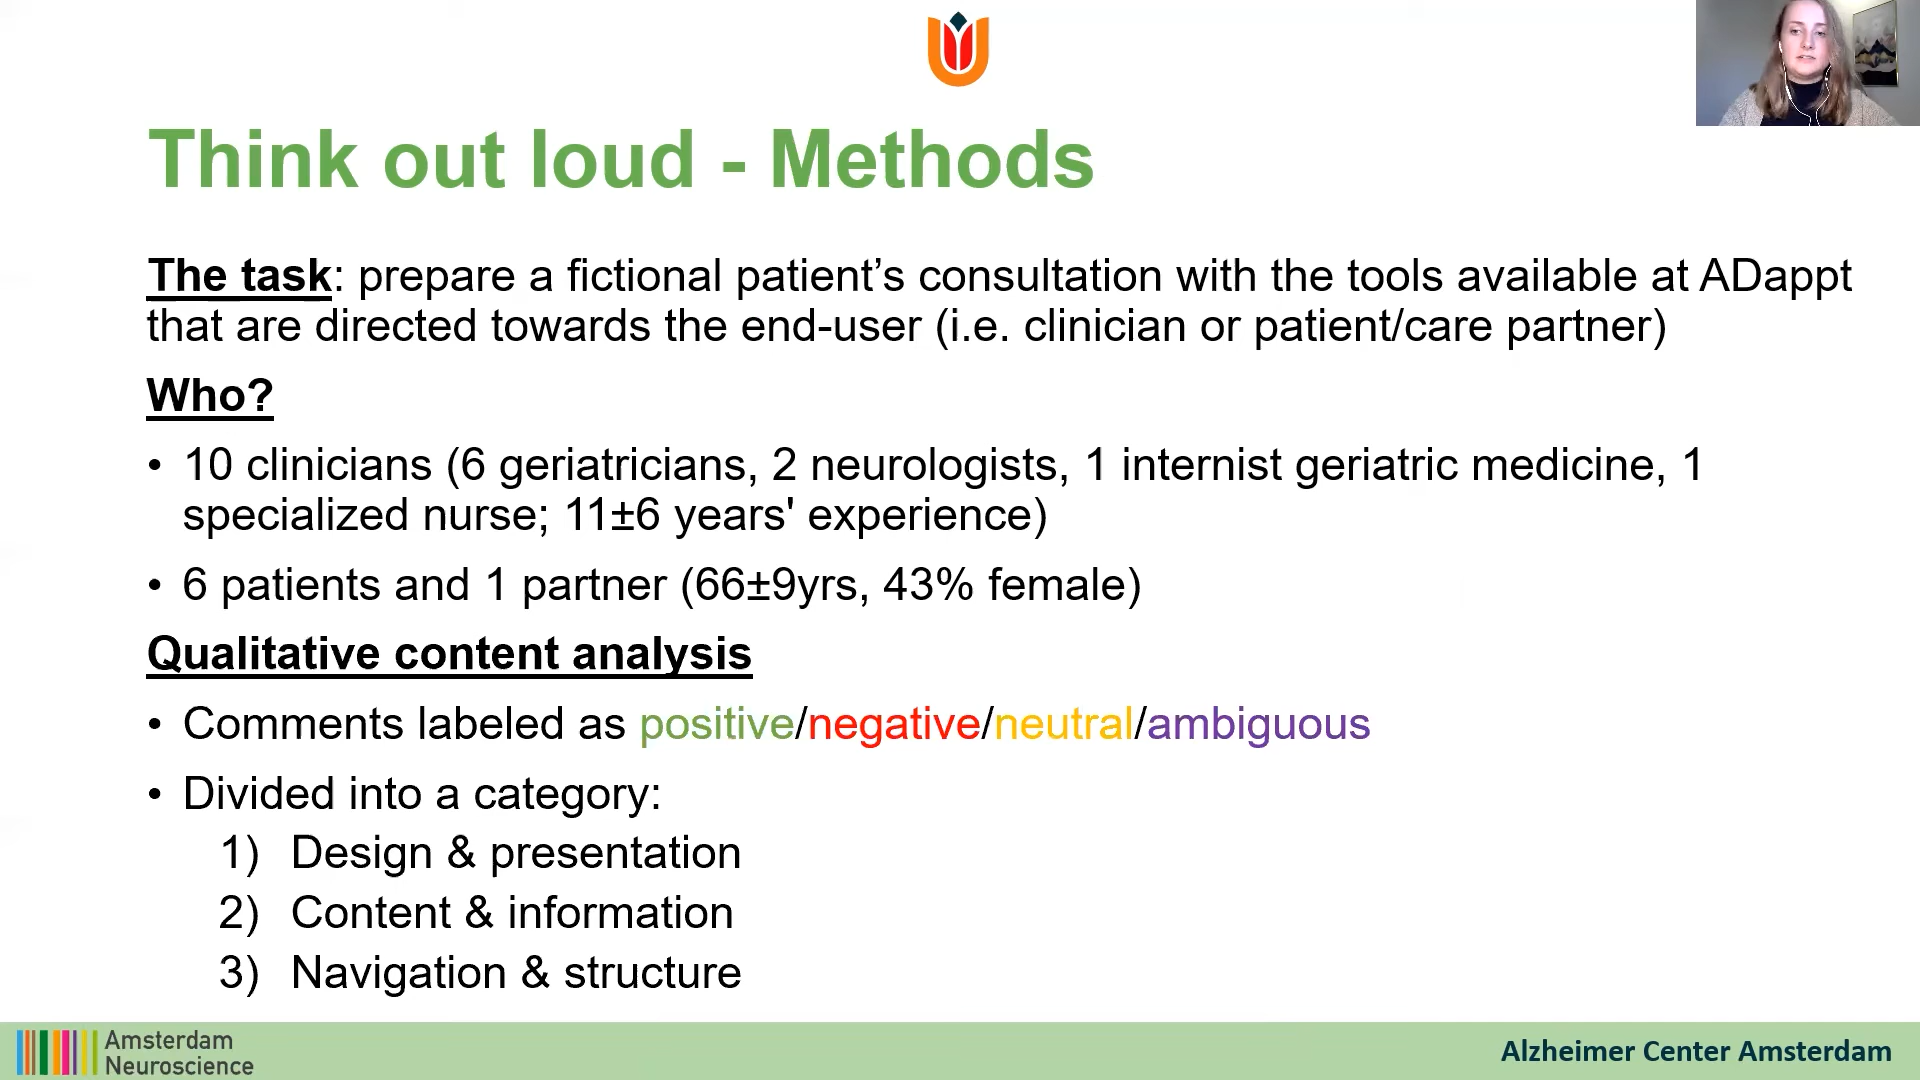 Think out loud - Methods
The task: prepare a fictional patient’s consultation with the tools available at ADappt
that are directed towards the end-user (i.e. clinician or patient/care partner)
Who?
• 10 clinicians (6 geriatricians, 2 neurologists, 1 internist geriatric medicine, 1
specialized nurse; 11±6 years' experience)
• 6 patients and 1 partner (66±9yrs, 43% female)
Qualitative content analysis
• Comments labeled as positive/negative/neutral/ambiguous
• Divided into a category:
1) Design & presentation
2) Content & information
3) Navigation & structure
Amsterdam
Neuroscience
Alzheimer Center Amsterdam